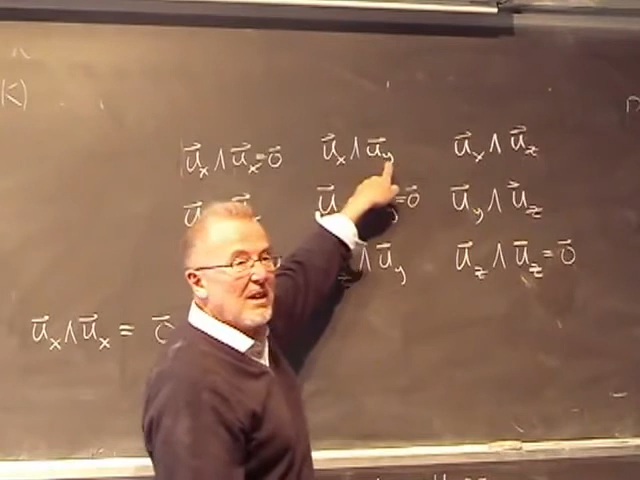 K)
u⃗x ∧ u⃗x = 0⃗ u⃗x ∧ u⃗y u⃗x ∧ u⃗z
u⃗ u⃗ = 0⃗ u⃗y ∧ u⃗z
∧ u⃗y u⃗z ∧ u⃗z = 0⃗
u⃗x ∧ u⃗x = 0⃗